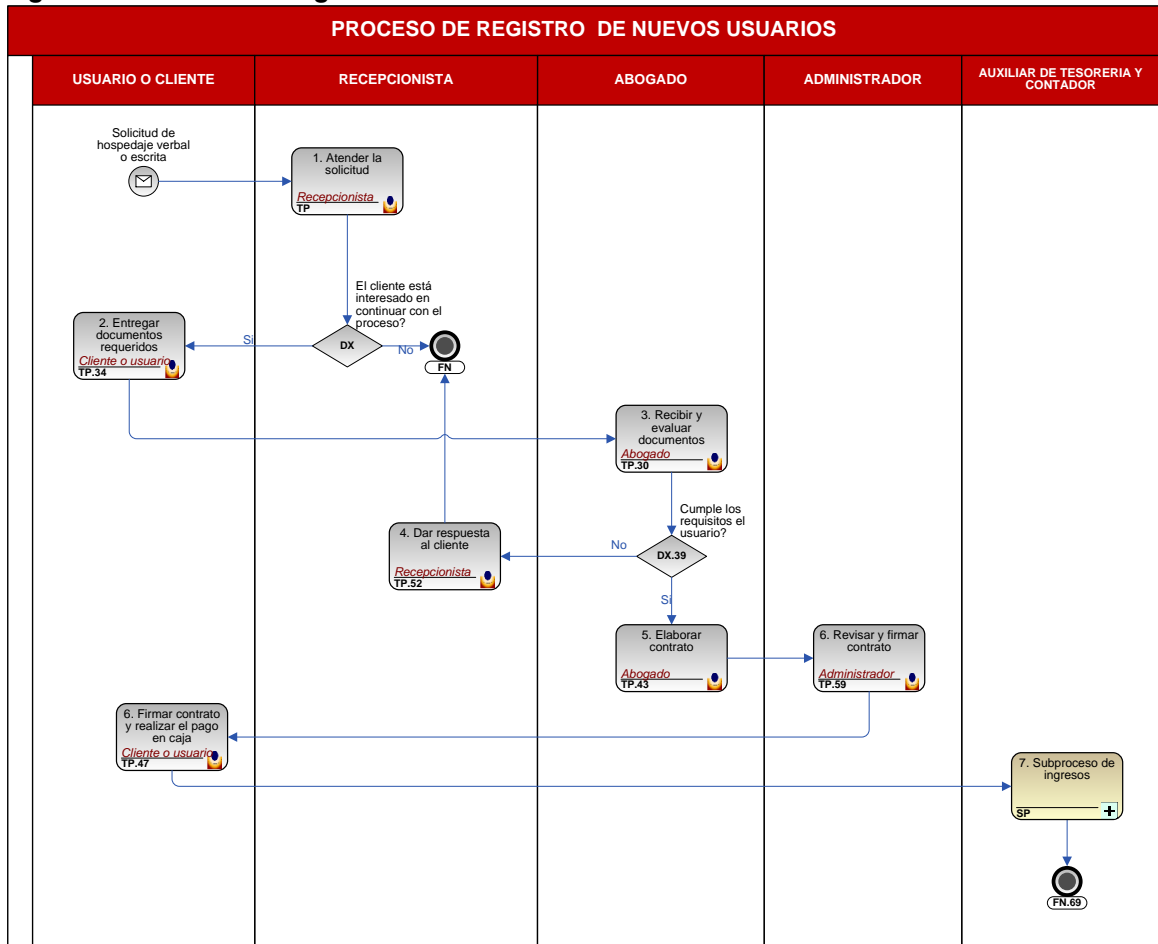 PROCESO DE REGISTRO DE NUEVOS USUARIOS
USUARIO O CLIENTE
RECEPCIONISTA
ABOGADO
ADMINISTRADOR
AUXILIAR DE TESORERIA Y
CONTADOR
Solicitud de
hospedaje verbal
o escrita
1. Atender la
solicitud
Recepcionista
TP
El cliente está
interesado en
continuar con el
proceso?
DX
Si
No
FN
2. Entregar
documentos
requeridos
Cliente o usuario
TP.34
3. Recibir y
evaluar
documentos
Abogado
TP.30
Cumple los
requisitos el
usuario?
DX.39
No
Si
4. Dar respuesta
al cliente
Recepcionista
TP.52
5. Elaborar
contrato
Abogado
TP.43
6. Revisar y firmar
contrato
Administrador
TP.59
6. Firmar contrato
y realizar el pago
en caja
Cliente o usuario
TP.47
7. Subproceso de
ingresos
SP
FN.69